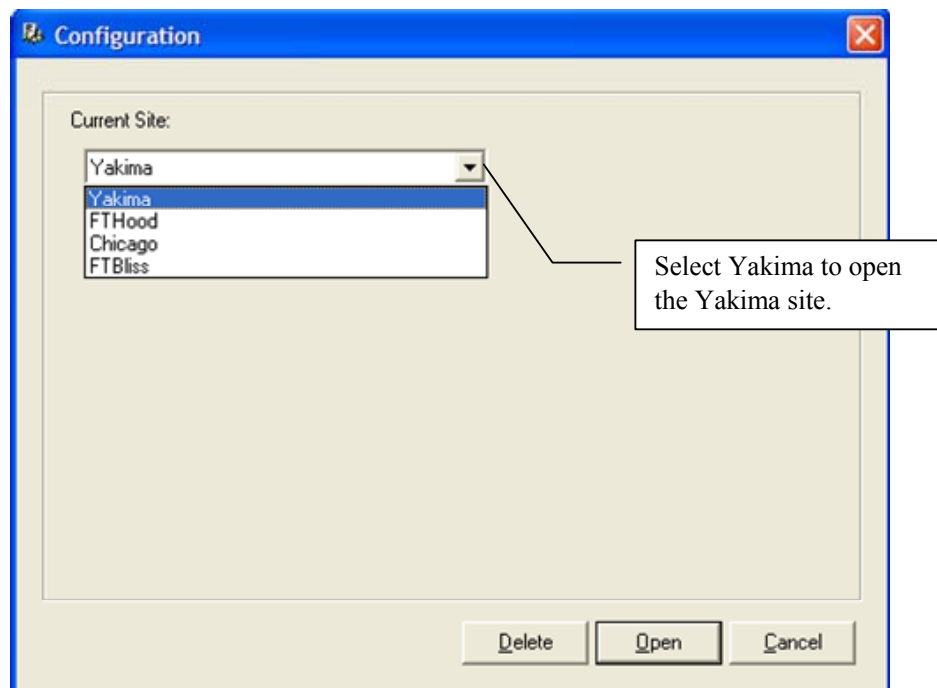 Configuration
Current Site:
Yakima
Yakima
FTHood
Chicago
FTBliss
Select Yakima to open
the Yakima site.
Delete
Open
Cancel